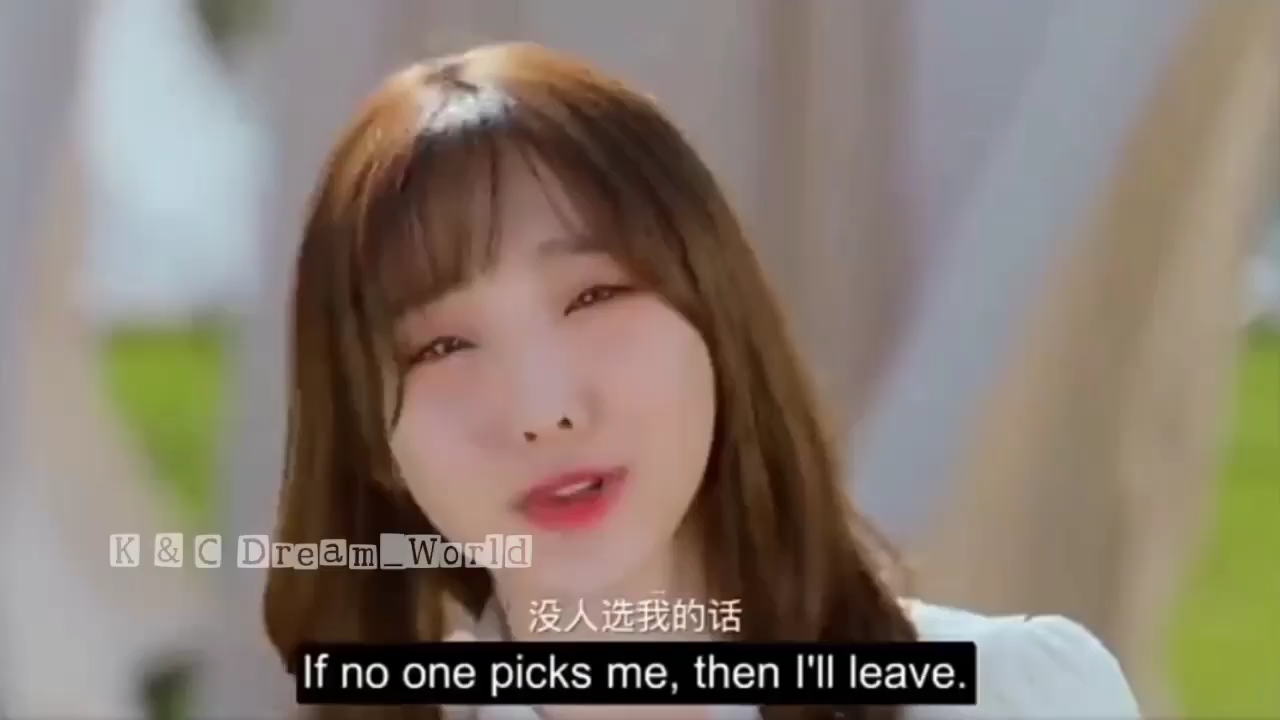 K & C Dream_World
没人选我的话
If no one picks me, then I'll leave.